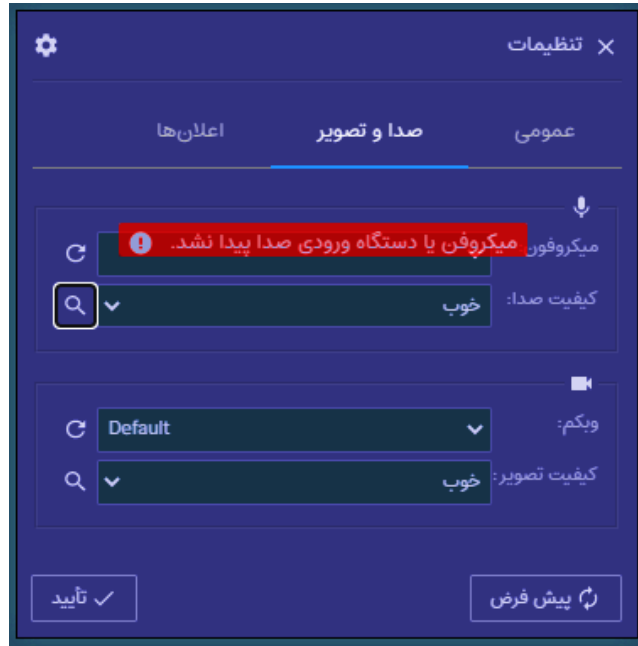 تنظیمات
عمومی
صدا و تصویر
اعلان‌ها
میکروفون
میکروفن یا دستگاه ورودی صدا پیدا نشد.
کیفیت صدا:
خوب
وبکم:
Default
کیفیت تصویر:
خوب
پیش فرض
تأیید